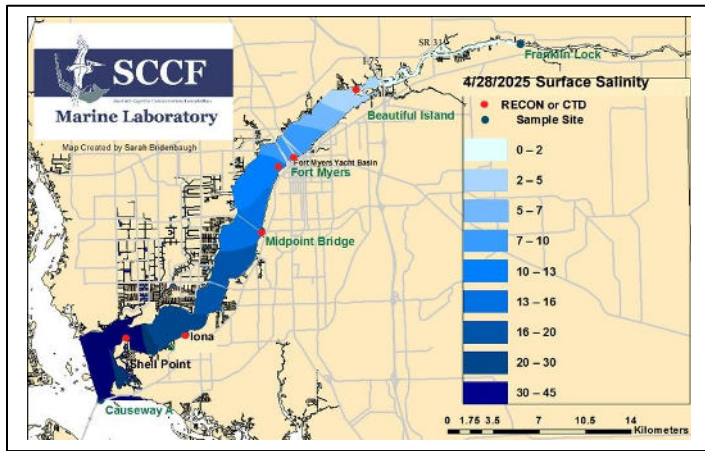 SCCF
Marine Laboratory
Map Created by Sarah Bridenbaugh
SR 31
Franklin Lock
I-75
4/28/2025 Surface Salinity
RECON or CTD
Sample Site
Beautiful Island
Fort Myers Yacht Basin
Fort Myers
0 – 2
2 – 5
5 – 7
7 – 10
10 – 13
13 – 16
16 – 20
20 – 30
30 – 45
Midpoint Bridge
Iona
Shell Point
Causeway A
0 1.75 3.5 7 10.5 14
Kilometers